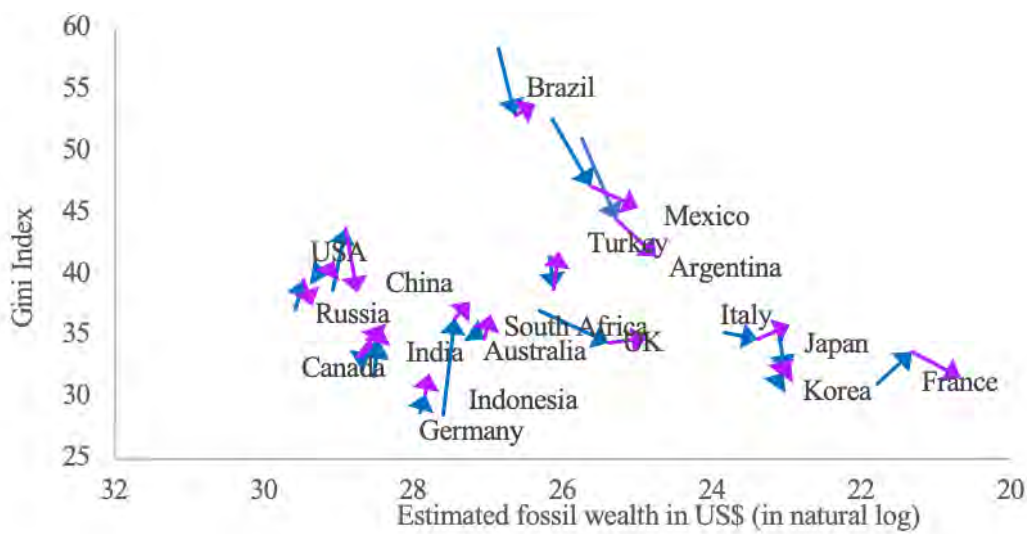 60
55
50
45
40
35
30
25
Gini Index
Brazil
Mexico
Turkey
Argentina
USA
China
Russia
South Africa
UK
Italy
Japan
Canada
India
Australia
Korea
France
Indonesia
Germany
32 30 28 26 24 22 20
Estimated fossil wealth in US$ (in natural log)